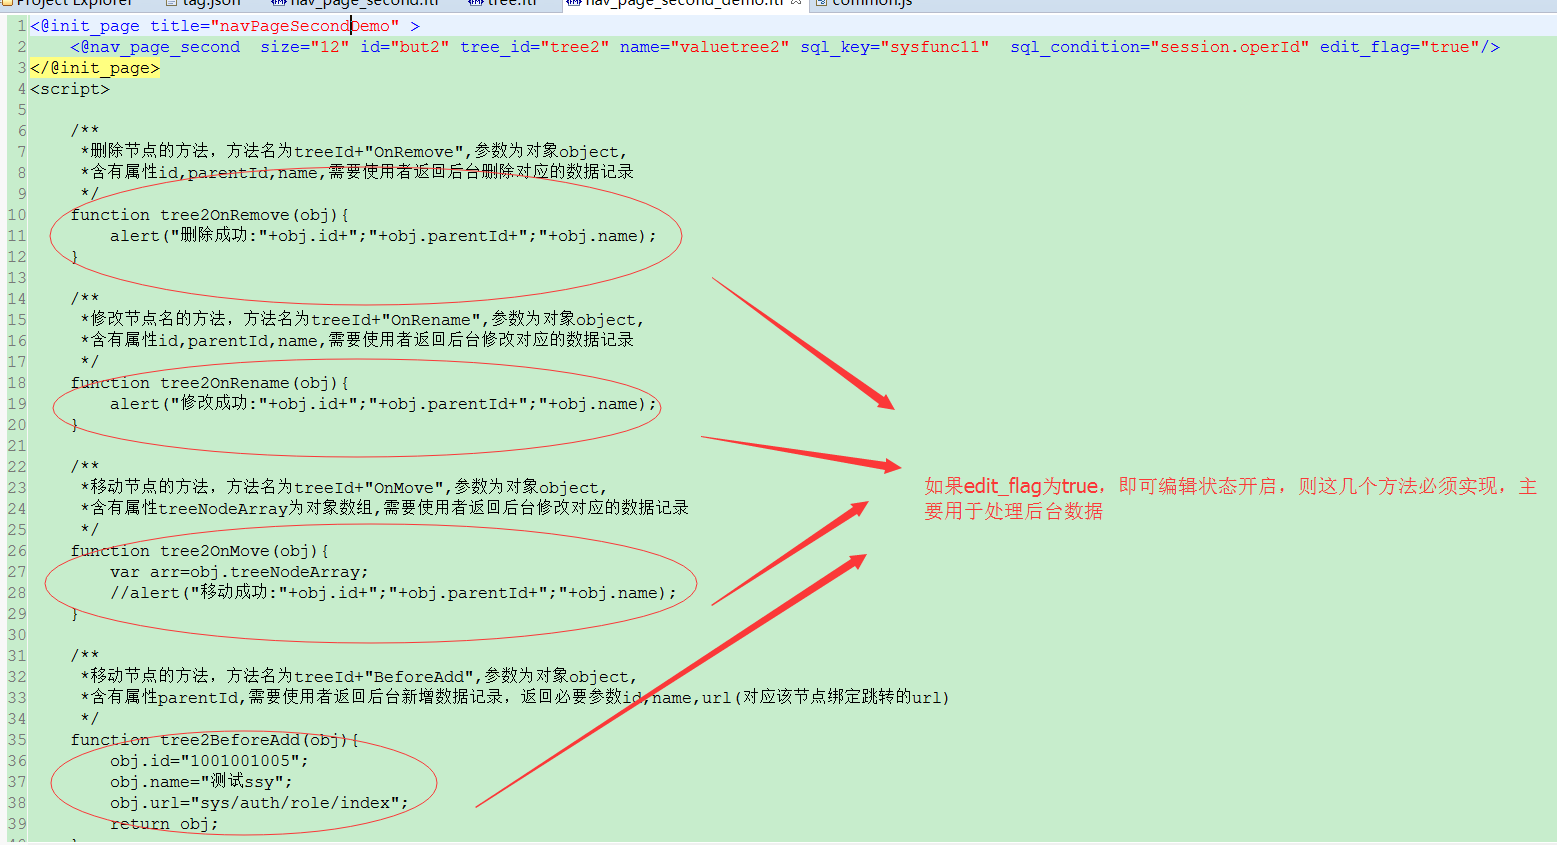 Project Explorer
tag.json
nav_page_second.ftl
tree.ftl
nav_page_second_demo.ftl
common.js
1 <@init_page title="navPageSecondDemo" >
2 <@nav_page_second size="12" id="but2" tree_id="tree2" name="valuetree2" sql_key="sysfunc11" sql_condition="session.operId" edit_flag="true"/>
3 </@init_page>
4 <script>
5
6 /**
7 *删除节点的方法，方法名为treeId+"OnRemove",参数为对象object,
8 *含有属性id,parentId,name,需要使用者返回后台删除对应的数据记录
9 */
10 function tree2OnRemove(obj){
11 alert("删除成功:"+obj.id+";"+obj.parentId+";"+obj.name);
12 }
13
14 /**
15 *修改节点名的方法，方法名为treeId+"OnRename",参数为对象object,
16 *含有属性id,parentId,name,需要使用者返回后台修改对应的数据记录
17 */
18 function tree2OnRename(obj){
19 alert("修改成功:"+obj.id+";"+obj.parentId+";"+obj.name);
20 }
21
22 /**
23 *移动节点的方法，方法名为treeId+"OnMove",参数为对象object,
24 *含有属性treeNodeArray为对象数组,需要使用者返回后台修改对应的数据记录
25 */
26 function tree2OnMove(obj){
27 var arr=obj.treeNodeArray;
28 //alert("移动成功:"+obj.id+";"+obj.parentId+";"+obj.name);
29 }
30
31 /**
32 *移动节点的方法，方法名为treeId+"BeforeAdd",参数为对象object,
33 *含有属性parentId,需要使用者返回后台新增数据记录，返回必要参数id,name,url(对应该节点绑定跳转的url)
34 */
35 function tree2BeforeAdd(obj){
36 obj.id="1001001005";
37 obj.name="测试ssy";
38 obj.url="sys/auth/role/index";
39 return obj;
如果edit_flag为true，即可编辑状态开启，则这几个方法必须实现，主
要用于处理后台数据